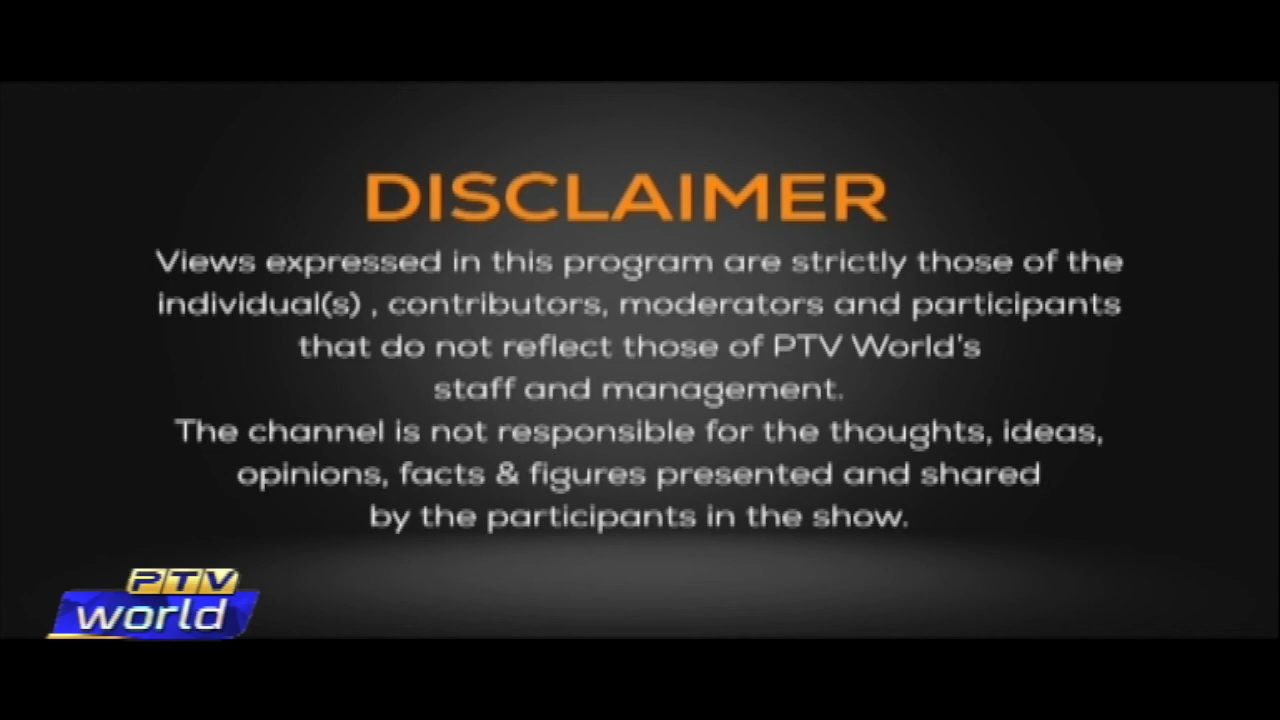 DISCLAIMER
Views expressed in this program are strictly those of the
individual(s) , contributors, moderators and participants
that do not reflect those of PTV World's
staff and management.
The channel is not responsible for the thoughts, ideas,
opinions, facts & figures presented and shared
by the participants in the show.
PTV
world